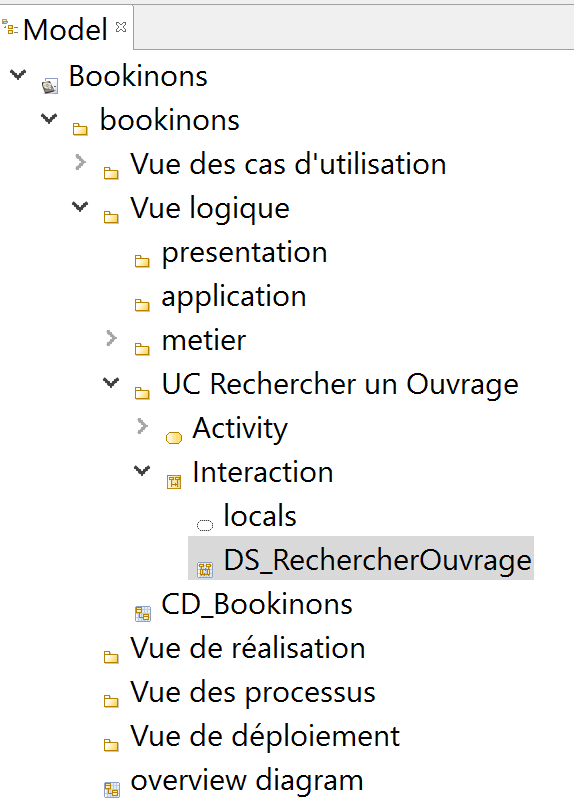 Model
Bookinons
bookinons
Vue des cas d'utilisation
Vue logique
presentation
application
metier
UC Rechercher un Ouvrage
Activity
Interaction
locals
DS_RechercherOuvrage
CD_Bookinons
Vue de réalisation
Vue des processus
Vue de déploiement
overview diagram